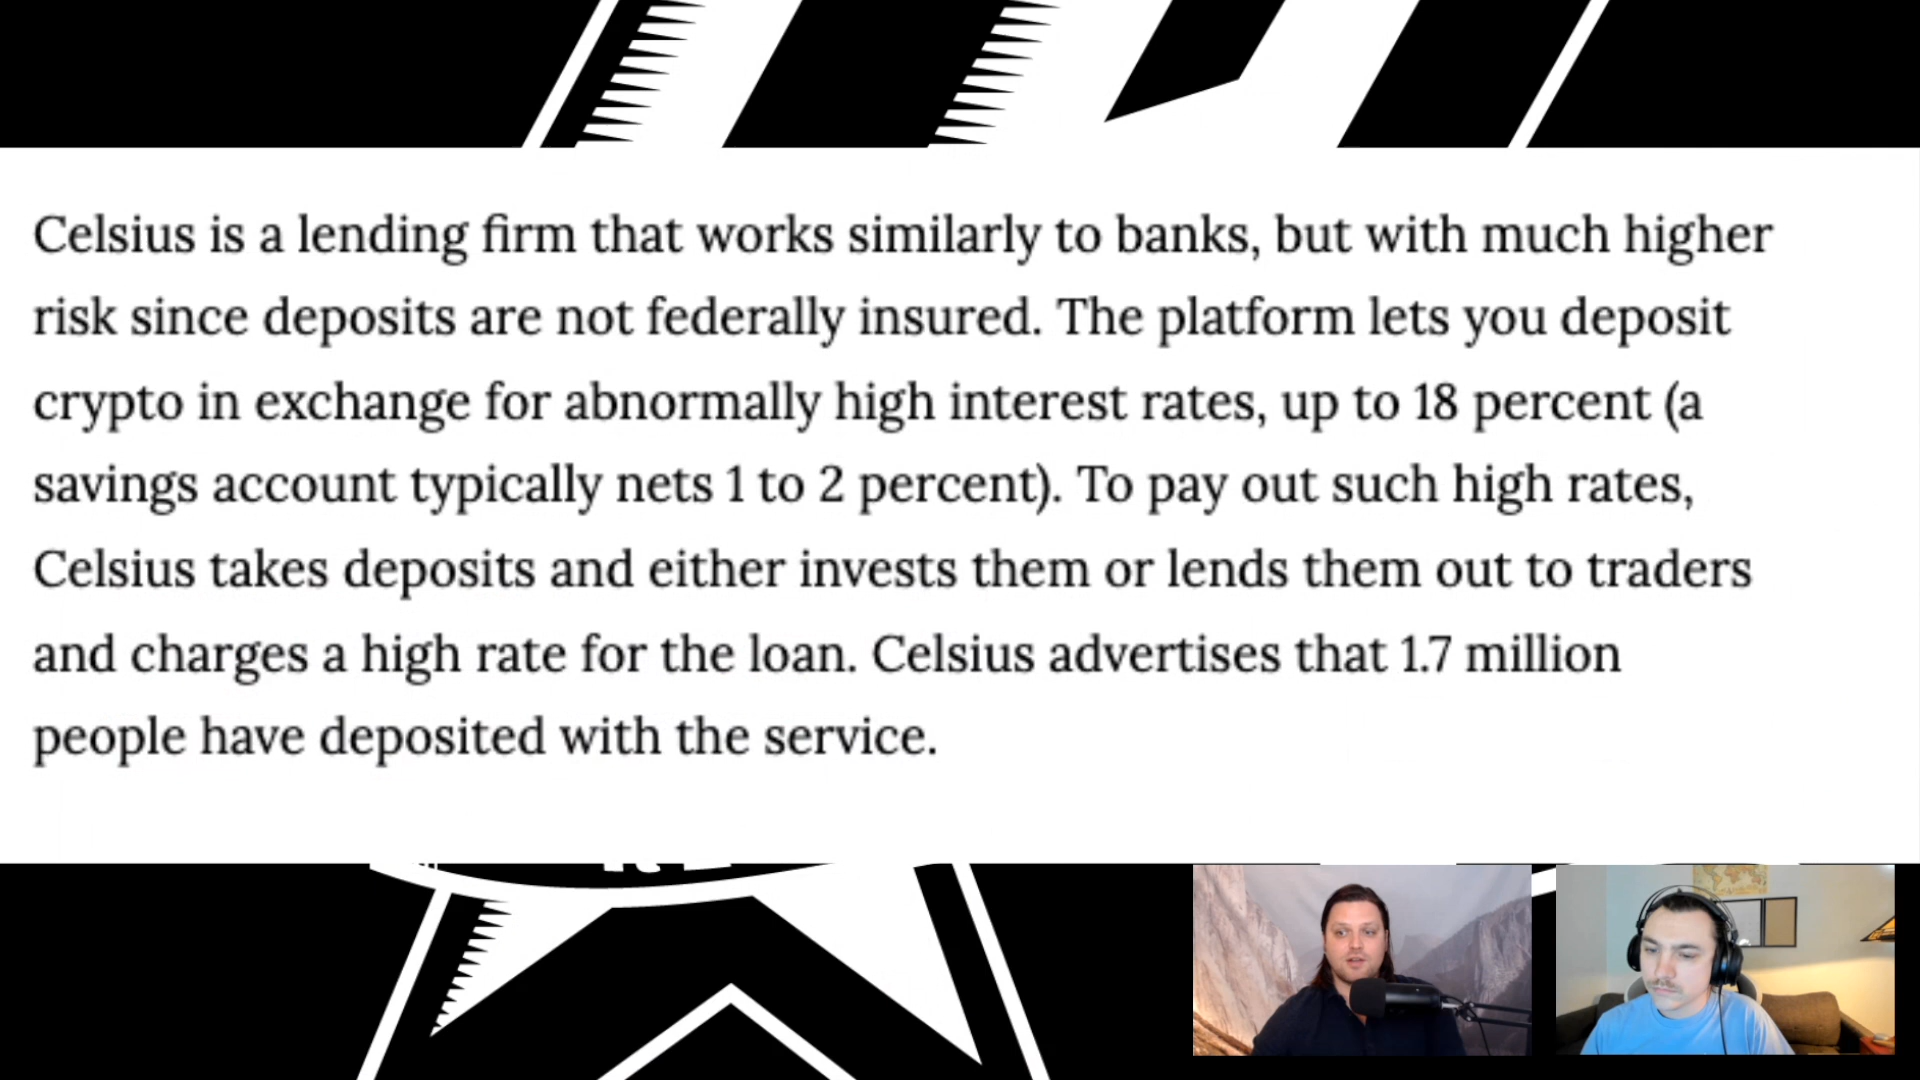 Celsius is a lending firm that works similarly to banks, but with much higher
risk since deposits are not federally insured. The platform lets you deposit
crypto in exchange for abnormally high interest rates, up to 18 percent (a
savings account typically nets 1 to 2 percent). To pay out such high rates,
Celsius takes deposits and either invests them or lends them out to traders
and charges a high rate for the loan. Celsius advertises that 1.7 million
people have deposited with the service.